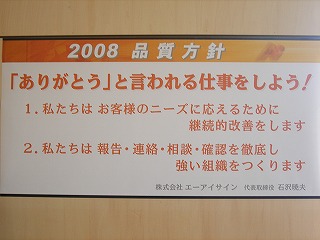 2008 品質方針
「ありがとう」と言われる仕事をしよう!
1. 私たちは お客様のニーズに応えるために
継続的改善をします
2. 私たちは 報告・連絡・相談・確認を徹底し
強い組織をつくります
株式会社 エーアイサイン 代表取締役 石沢暁夫